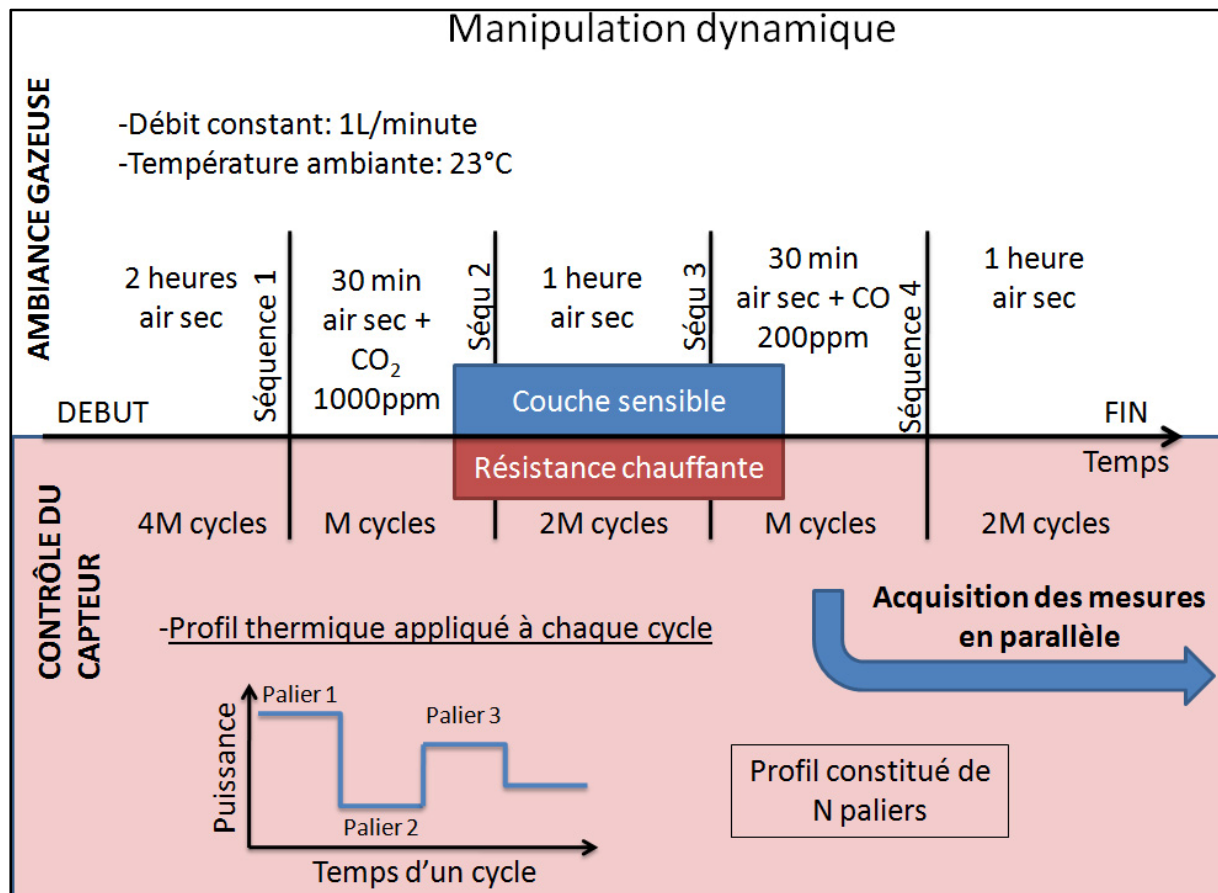 Manipulation dynamique
AMBIANCE GAZEUSE
-Débit constant: 1L/minute
-Température ambiante: 23°C
2 heures
air sec
Séquence 1
30 min
air sec +
CO₂
1000ppm
Séqu 2
1 heure
air sec
Séqu 3
30 min
air sec + CO
200ppm
Séquence 4
1 heure
air sec
DEBUT
Couche sensible
FIN
Résistance chauffante
Temps
CONTRÔLE DU
CAPTEUR
4M cycles
M cycles
2M cycles
M cycles
2M cycles
Acquisition des mesures
en parallèle
-Profil thermique appliqué à chaque cycle
Puissance
Palier 1
Palier 3
Palier 2
Temps d’un cycle
Profil constitué de
N paliers